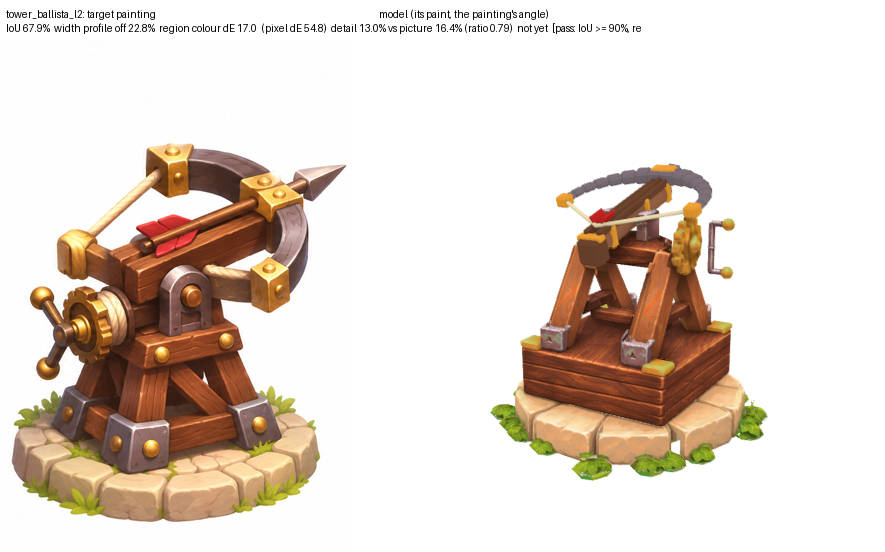 tower_ballista_l2: target painting
model (its paint, the painting's angle)
IoU 67.9% width profile off 22.8% region colour dE 17.0 (pixel dE 54.8) detail 13.0% vs picture 16.4% (ratio 0.79) not yet [pass: IoU >= 90%, re